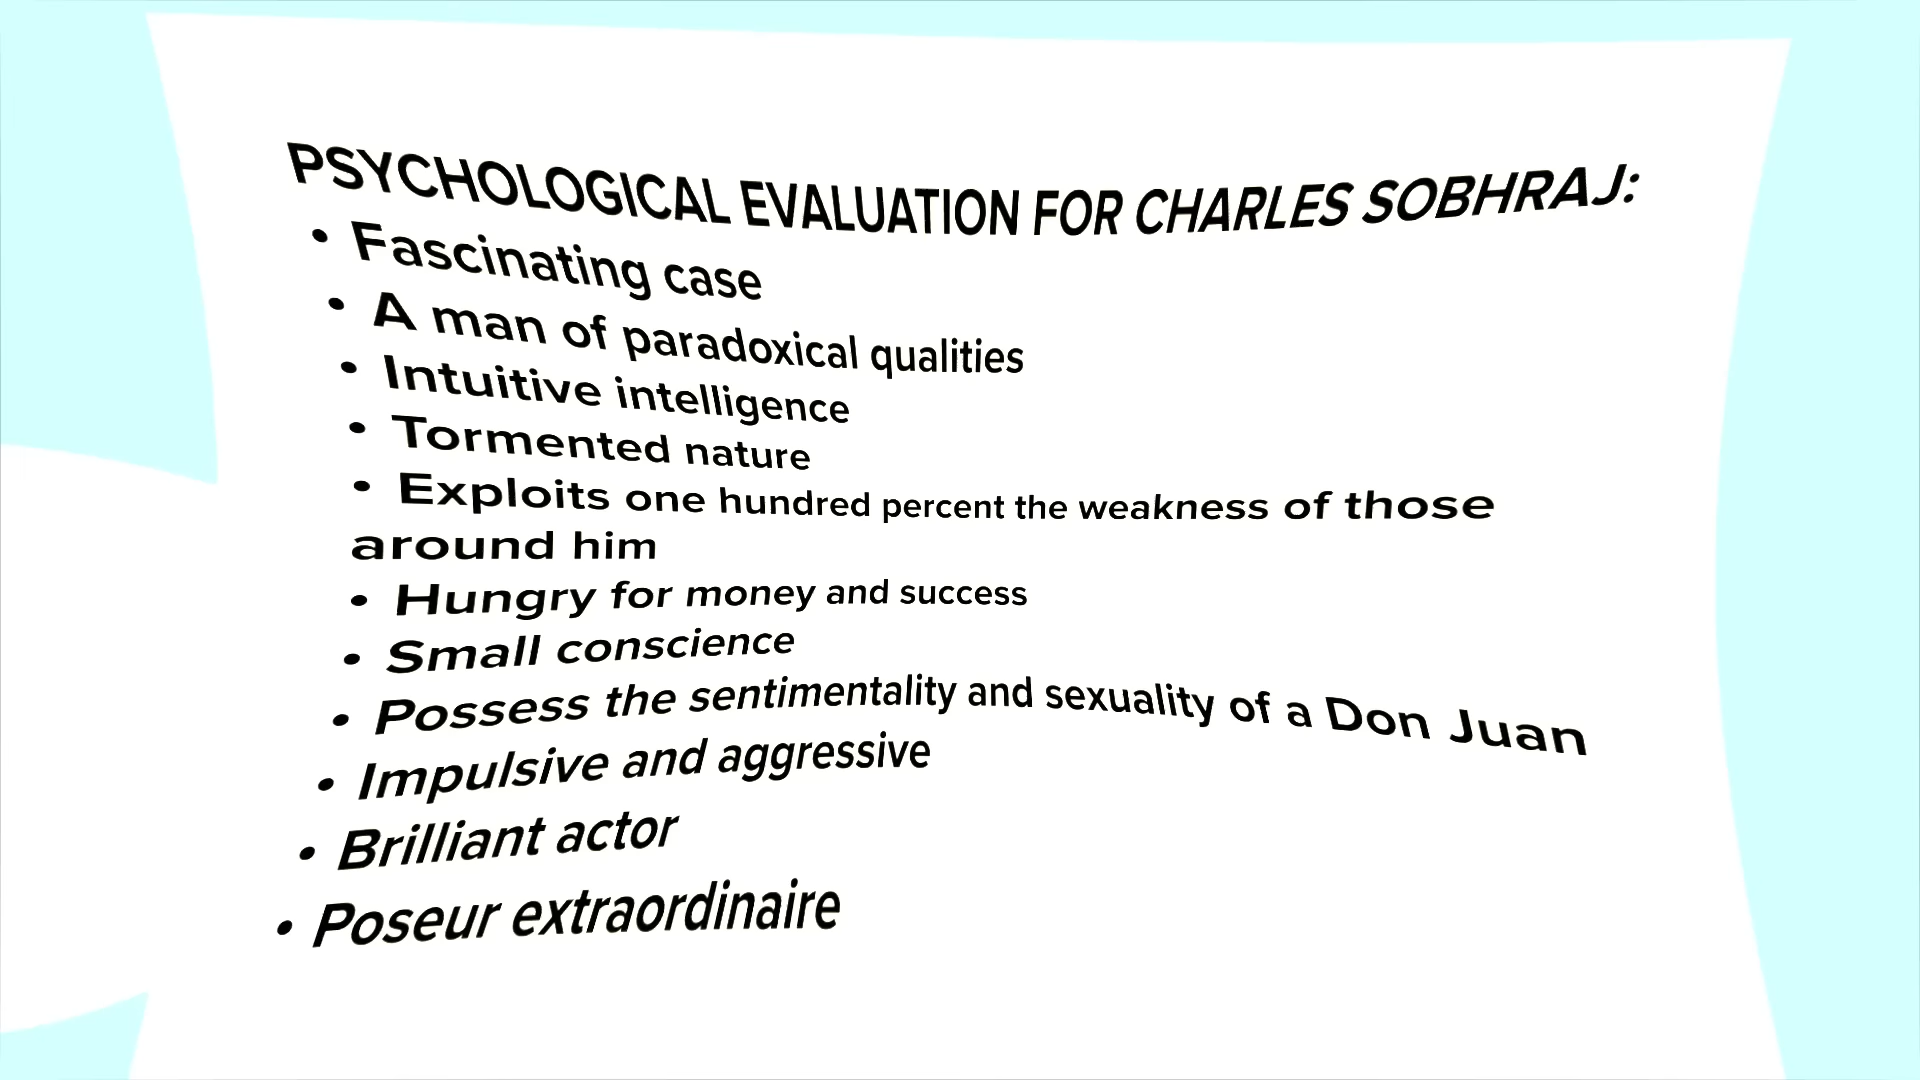 PSYCHOLOGICAL EVALUATION FOR CHARLES SOBHRAJ:
• Fascinating case
• A man of paradoxical qualities
• Intuitive intelligence
• Tormented nature
• Exploits one hundred percent the weakness of those
around him
• Hungry for money and success
• Small conscience
• Possess the sentimentality and sexuality of a Don Juan
• Impulsive and aggressive
• Brilliant actor
• Poseur extraordinaire